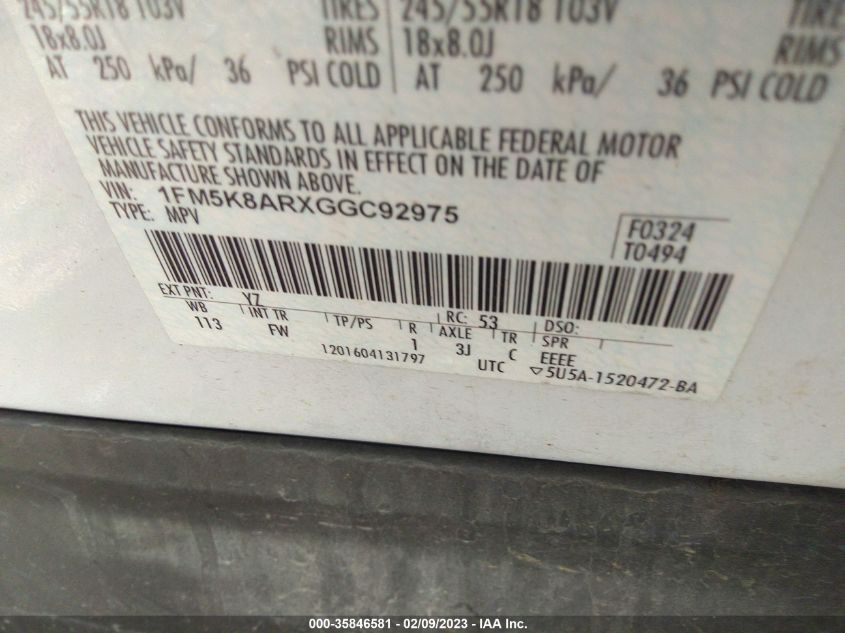 245/55R18 103V TIRES 245/55R18 103V TIRE
18x8.0J RIMS 18x8.0J RIMS
AT 250 kPa/ 36 PSI COLD AT 250 kPa/ 36 PSI COLD
THIS VEHICLE CONFORMS TO ALL APPLICABLE FEDERAL MOTOR
VEHICLE SAFETY STANDARDS IN EFFECT ON THE DATE OF
MANUFACTURE SHOWN ABOVE.
VIN: 1FM5K8ARXGGC92975
TYPE: MPV
F0324
T0494
EXT PNT: YZ RC: 53 DSO:
WB INT TR TP/PS R AXLE TR SPR
113 FW 1 3J C EEEE
1201604131797 UTC ▽5U5A-1520472-BA
000-35846581 - 02/09/2023 - IAA Inc.